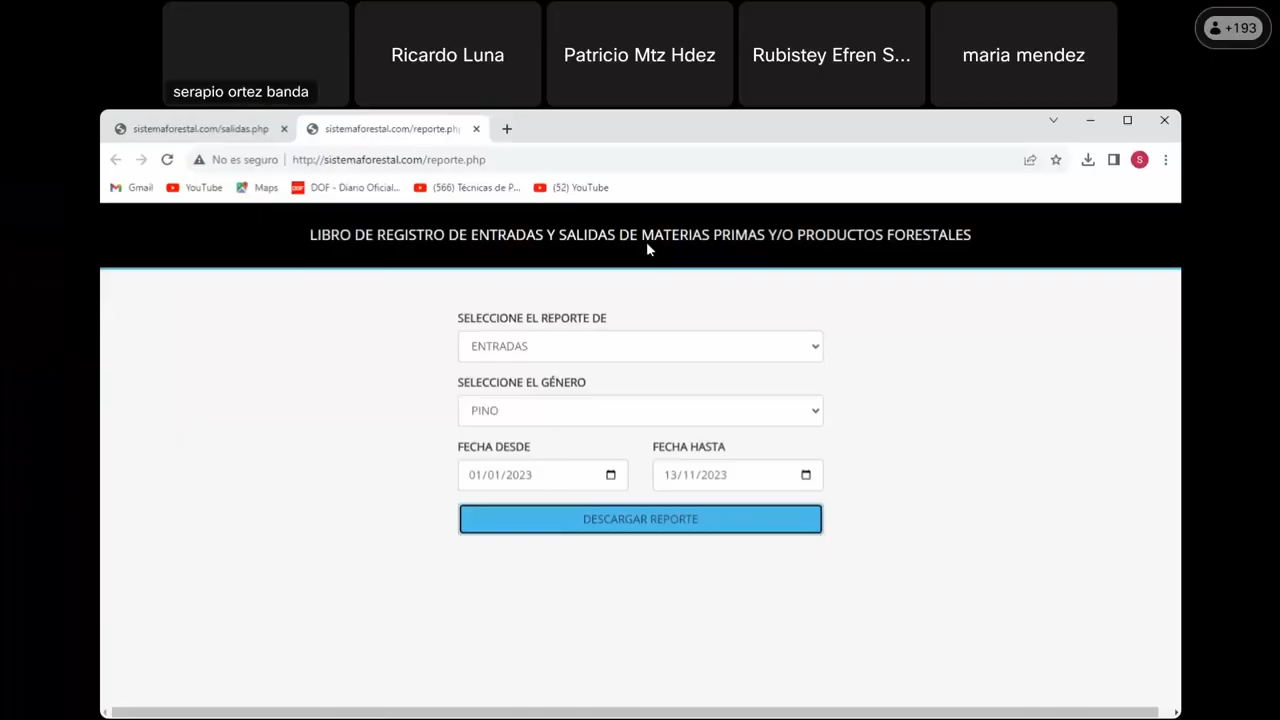 serapio ortez banda
Ricardo Luna
Patricio Mtz Hdez
Rubistey Efren S...
maria mendez
+193
sistemaforestal.com/salidas.php
sistemaforestal.com/reporte.ph
No es seguro
http://sistemaforestal.com/reporte.php
S
Gmail
YouTube
Maps
DOF - Diario Oficial...
(566) Técnicas de P...
(52) YouTube
LIBRO DE REGISTRO DE ENTRADAS Y SALIDAS DE MATERIAS PRIMAS Y/O PRODUCTOS FORESTALES
SELECCIONE EL REPORTE DE
ENTRADAS
SELECCIONE EL GÉNERO
PINO
FECHA DESDE
FECHA HASTA
01/01/2023
13/11/2023
DESCARGAR REPORTE